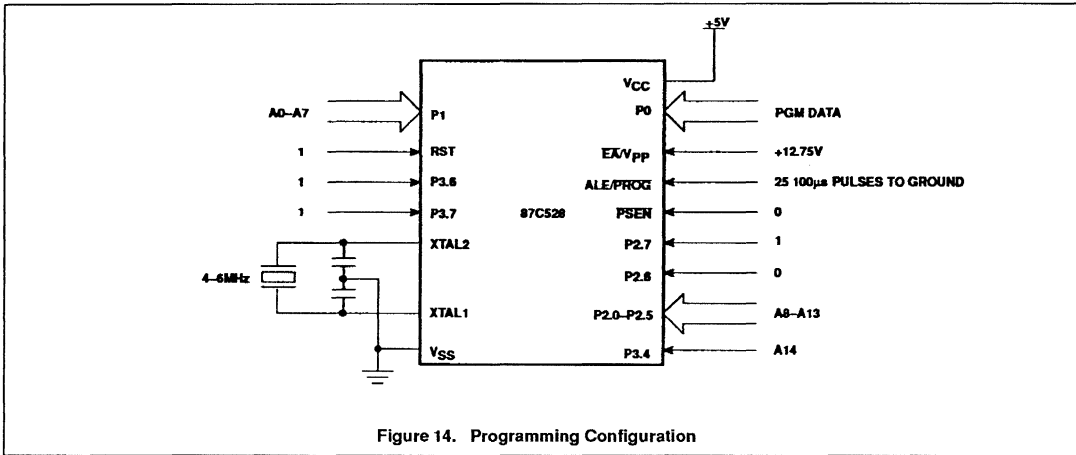 +5V
VCC
A0–A7
P1
P0
PGM DATA
1
RST
EA/VPP
+12.75V
1
P3.6
ALE/PROG
25 100µs PULSES TO GROUND
1
P3.7
87C528
PSEN
0
XTAL2
P2.7
1
4–6MHz
P2.6
0
XTAL1
P2.0–P2.5
A8–A13
VSS
P3.4
A14
Figure 14. Programming Configuration